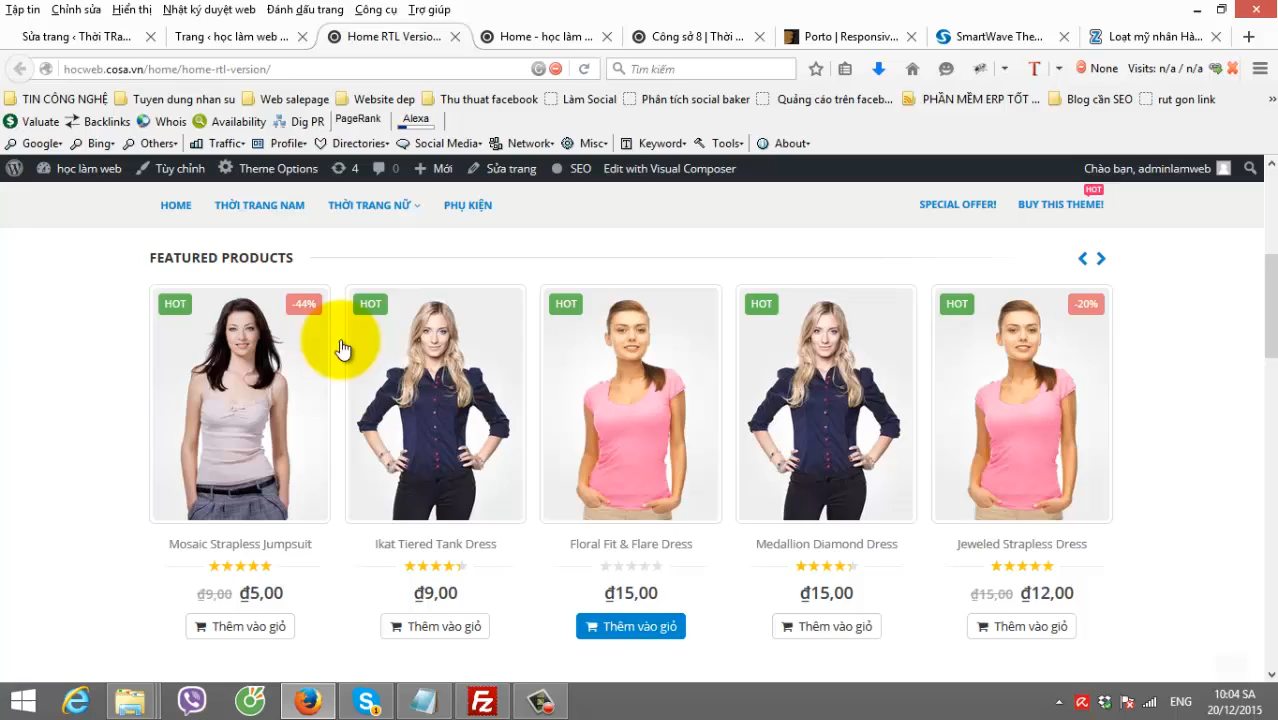 Tập tin Chỉnh sửa Hiển thị Nhật ký duyệt web Đánh dấu trang Công cụ Trợ giúp
Sửa trang ‹ Thời TRa... Trang ‹ học làm web ... Home RTL Versio... Home - học làm ... Công sở 8 | Thời ... Porto | Responsiv... SmartWave The... Loạt mỹ nhân Hà...
hocweb.cosa.vn/home/home-rtl-version/ Tìm kiếm None Visits: n/a / n/a
TIN CÔNG NGHỆ Tuyen dung nhan su Web salepage Website dep Thu thuat facebook Làm Social Phân tích social baker Quảng cáo trên faceb... PHẦN MỀM ERP TỐT ... Blog cần SEO rut gon link
Valuate Backlinks Whois Availability Dig PR PageRank Alexa
Google Bing Others Traffic Profile Directories Social Media Network Misc Keyword Tools About
học làm web Tùy chỉnh Theme Options 4 0 Mới Sửa trang SEO Edit with Visual Composer Chào bạn, adminlamweb
HOT
HOME THỜI TRANG NAM THỜI TRANG NỮ PHỤ KIỆN SPECIAL OFFER! BUY THIS THEME!
FEATURED PRODUCTS
HOT -44% HOT HOT HOT HOT -20%
Mosaic Strapless Jumpsuit Ikat Tiered Tank Dress Floral Fit & Flare Dress Medallion Diamond Dress Jeweled Strapless Dress
₫9,00 ₫5,00 ₫9,00 ₫15,00 ₫15,00 ₫15,00 ₫12,00
Thêm vào giỏ Thêm vào giỏ Thêm vào giỏ Thêm vào giỏ Thêm vào giỏ
ENG 10:04 SA
20/12/2015